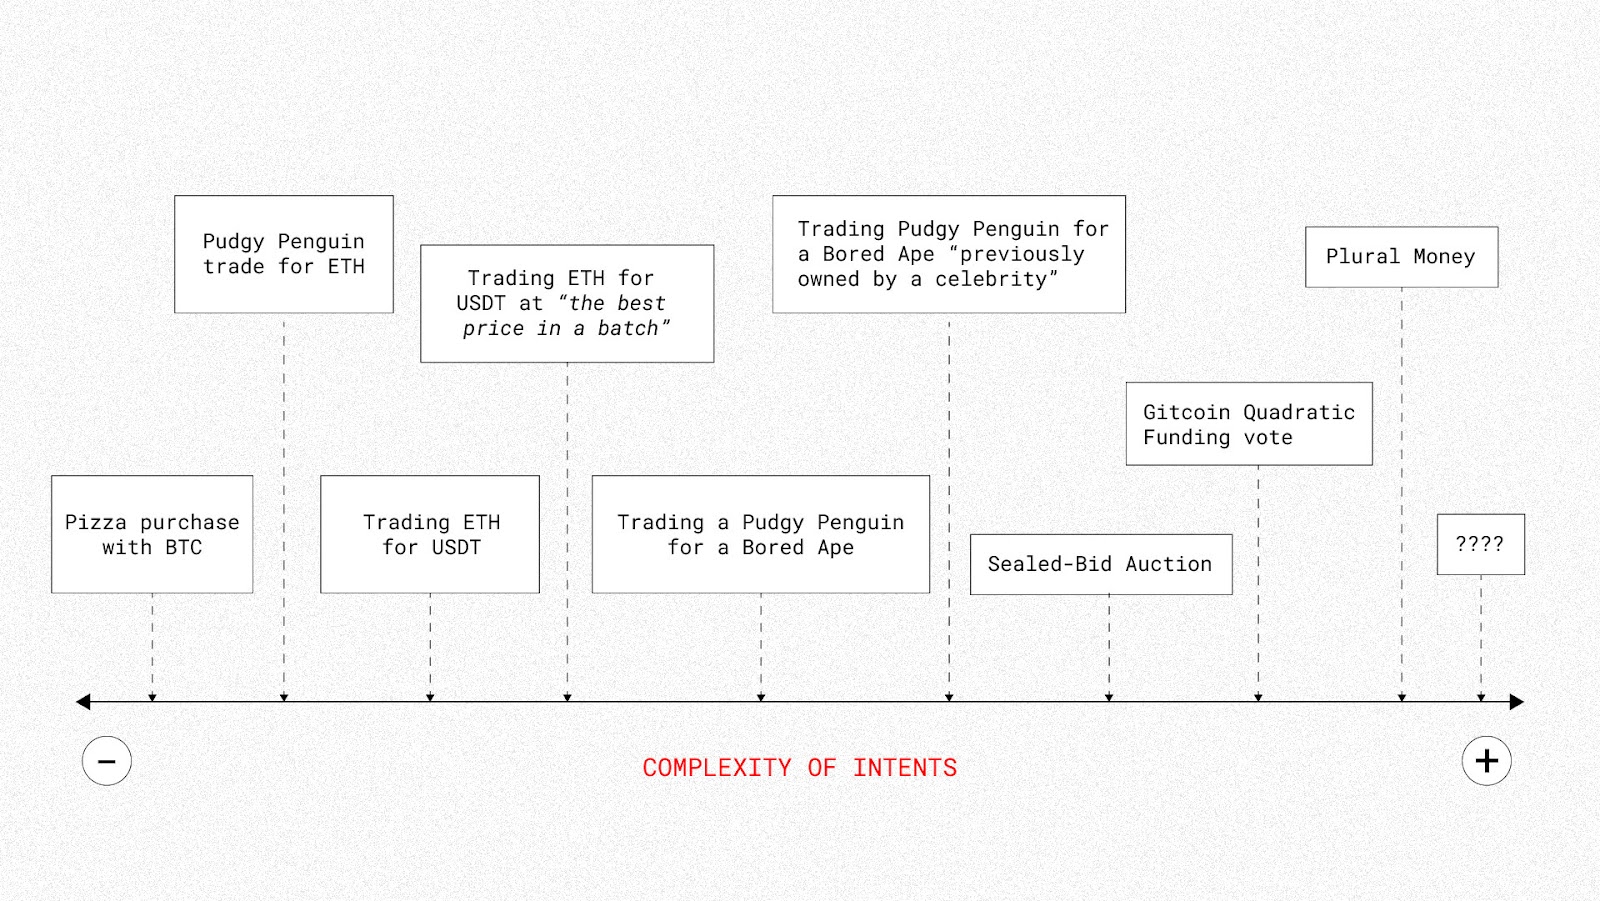 Pudgy Penguin
trade for ETH
Trading ETH for
USDT at “the best
price in a batch”
Trading Pudgy Penguin for
a Bored Ape “previously
owned by a celebrity”
Plural Money
Gitcoin Quadratic
Funding vote
Pizza purchase
with BTC
Trading ETH
for USDT
Trading a Pudgy Penguin
for a Bored Ape
Sealed-Bid Auction
????
−
COMPLEXITY OF INTENTS
+